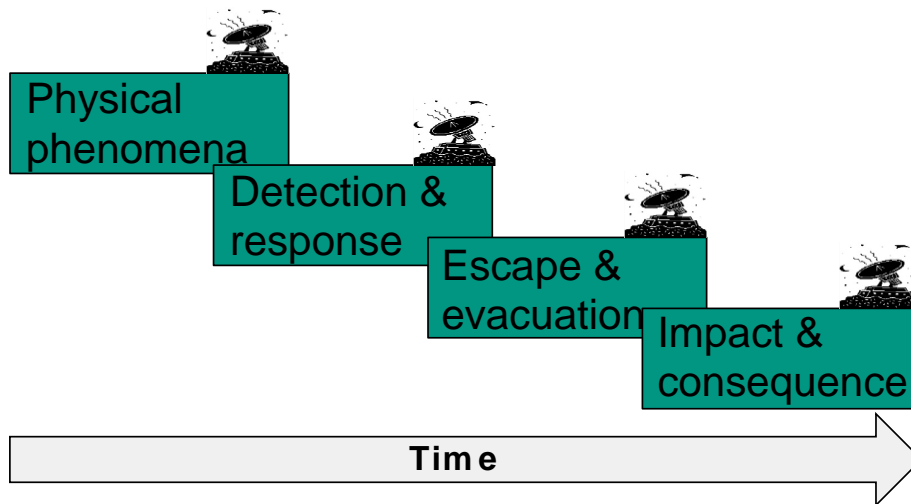 Physical
phenomena
Detection &
response
Escape &
evacuation
Impact &
consequence
Time